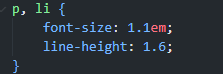 p, li {
    font-size: 1.1em;
    line-height: 1.6;
}